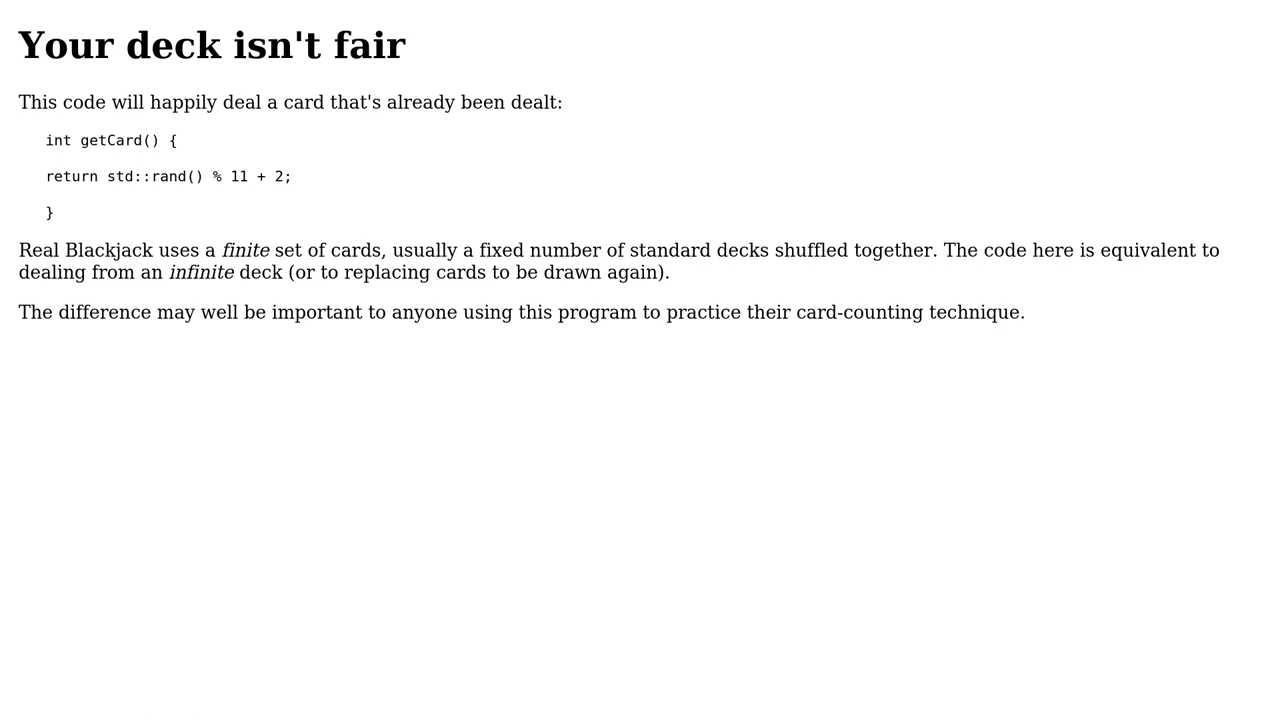 Your deck isn't fair
This code will happily deal a card that's already been dealt:
int getCard() {
return std::rand() % 11 + 2;
}
Real Blackjack uses a finite set of cards, usually a fixed number of standard decks shuffled together. The code here is equivalent to
dealing from an infinite deck (or to replacing cards to be drawn again).
The difference may well be important to anyone using this program to practice their card-counting technique.